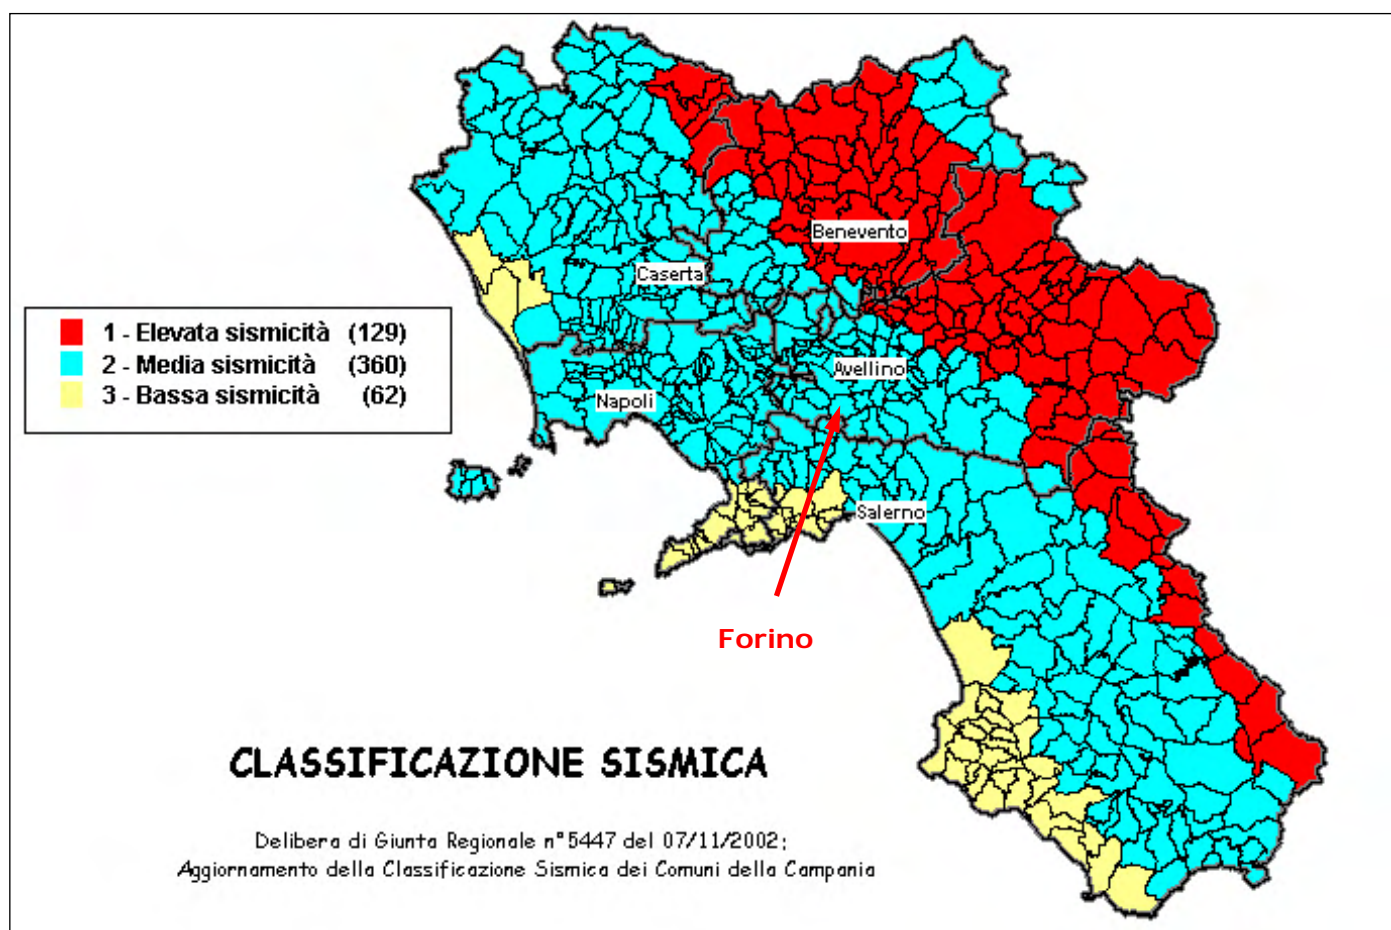 Benevento
Caserta
1 - Elevata sismicità (129)
2 - Media sismicità (360)
3 - Bassa sismicità (62)
Avellino
Napoli
Salerno
Forino
CLASSIFICAZIONE SISMICA
Delibera di Giunta Regionale n°5447 del 07/11/2002;
Aggiornamento della Classificazione Sismica dei Comuni della Campania